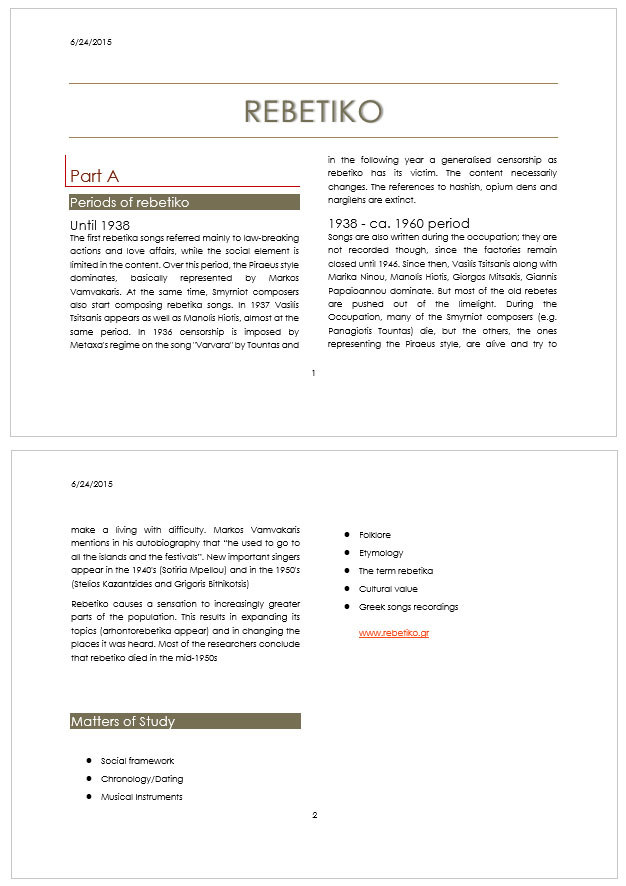 6/24/2015
REBETIKO
Part A
Periods of rebetiko
Until 1938
The first rebetika songs referred mainly to law-breaking
actions and love affairs, while the social element is
limited in the content. Over this period, the Piraeus style
dominates, basically represented by Markos
Vamvakaris. At the same time, Smyrniot composers
also start composing rebetika songs. In 1937 Vasilis
Tsitsanis appears as well as Manolis Hiotis, almost at the
same period. In 1936 censorship is imposed by
Metaxa's regime on the song "Varvara" by Tountas and
in the following year a generalised censorship as
rebetiko has its victim. The content necessarily
changes. The references to hashish, opium dens and
nargilehs are extinct.
1938 - ca. 1960 period
Songs are also written during the occupation; they are
not recorded though, since the factories remain
closed until 1946. Since then, Vasilis Tsitsanis along with
Marika Ninou, Manolis Hiotis, Giorgos Mitsakis, Giannis
Papaioannou dominate. But most of the old rebetes
are pushed out of the limelight. During the
Occupation, many of the Smyrniot composers (e.g.
Panagiotis Tountas) die, but the others, the ones
representing the Piraeus style, are alive and try to
1
6/24/2015
make a living with difficulty. Markos Vamvakaris
mentions in his autobiography that "he used to go to
all the islands and the festivals". New important singers
appear in the 1940's (Sotiria Mpellou) and in the 1950's
(Stelios Kazantzides and Grigoris Bithikotsis)
Rebetiko causes a sensation to increasingly greater
parts of the population. This results in expanding its
topics (arhontorebetika appear) and in changing the
places it was heard. Most of the researchers conclude
that rebetiko died in the mid-1950s
Matters of Study
● Social framework
● Chronology/Dating
● Musical Instruments
● Folklore
● Etymology
● The term rebetika
● Cultural value
● Greek songs recordings
www.rebetiko.gr
2